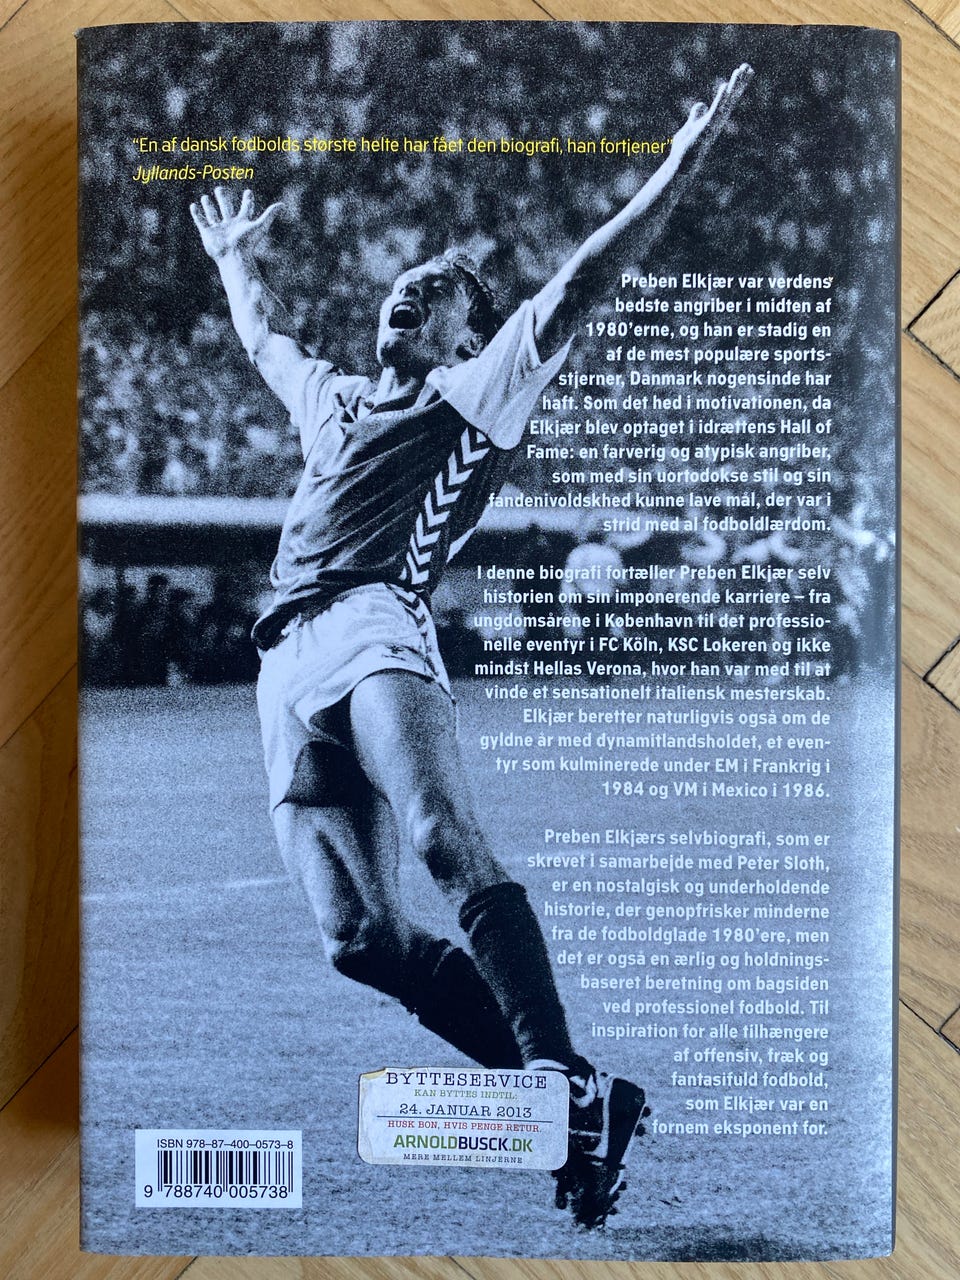 “En af dansk fodbolds største helte har fået den biografi, han fortjener”
Jyllands-Posten
Preben Elkjær var verdens
bedste angriber i midten af
1980’erne, og han er stadig en
af de mest populære sports-
stjerner, Danmark nogensinde har
haft. Som det hed i motivationen, da
Elkjær blev optaget i idrættens Hall of
Fame: en farverig og atypisk angriber,
som med sin uortodokse stil og sin
fandenivoldskhed kunne lave mål, der var i
strid med al fodboldlærdom.
I denne biografi fortæller Preben Elkjær selv
historien om sin imponerende karriere – fra
ungdomsårene i København til det professio-
nelle eventyr i FC Köln, KSC Lokeren og ikke
mindst Hellas Verona, hvor han var med til at
vinde et sensationelt italiensk mesterskab.
Elkjær beretter naturligvis også om de
gyldne år med dynamitlandsholdet, et even-
tyr som kulminerede under EM i Frankrig i
1984 og VM i Mexico i 1986.
Preben Elkjærs selvbiografi, som er
skrevet i samarbejde med Peter Sloth,
er en nostalgisk og underholdende
historie, der genopfrisker minderne
fra de fodboldglade 1980’ere, men
det er også en ærlig og holdnings-
baseret beretning om bagsiden
ved professionel fodbold. Til
inspiration for alle tilhængere
af offensiv, fræk og
fantasifuld fodbold,
som Elkjær var en
fornem eksponent for.
BYTTESERVICE
KAN BYTTES INDTIL:
24. JANUAR 2013
HUSK BON, HVIS PENGE RETUR.
ARNOLDBUSCK.DK
MERE MELLEM LINJERNE
ISBN 978-87-400-0573-8
9 788740 005738